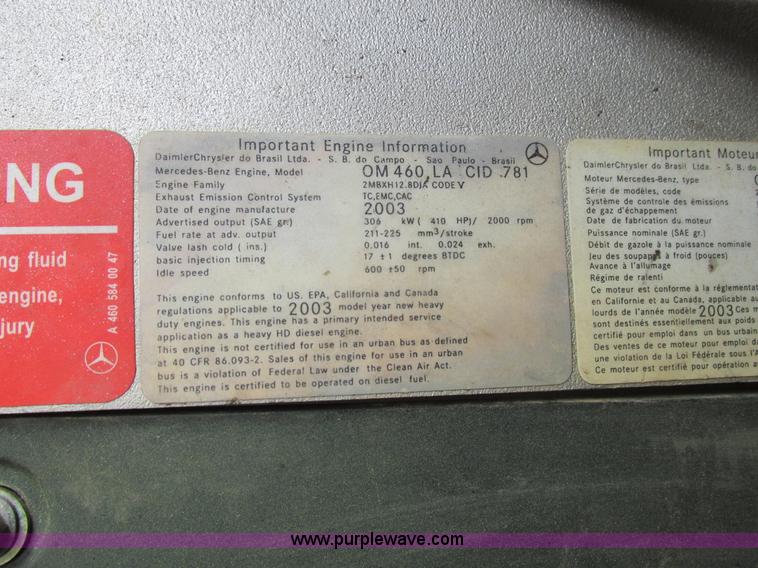 NG
ng fluid
engine,
jury
A 460 584 00 47
Important Engine Information
DaimlerChrysler do Brasil Ltda. - S. B. do Campo - Sao Paulo - Brasil
Mercedes-Benz Engine, Model OM 460,LA CID .781
Sngine Family 2MBXH12.8DJA CODE V
Exhaust Emission Control System TC,EMC,CAC
Date of engine manufacture 2003
Advertised output (SAE gr.) 306 kW ( 410 HP)/ 2000 rpm
Fuel rate at adv. output 211-225 mm³/stroke
Valve lash cold ( ins.) 0.016 int. 0.024 exh.
basic injection timing 17 ±1 degrees BTDC
Idle speed 600 ±50 rpm
This engine conforms to US. EPA, California and Canada
regulations applicable to 2003 model year new heavy
duty engines. This engine has a primary intended service
application as a heavy HD diesel engine.
This engine is not certified for use in an urban bus as defined
at 40 CFR 86.093-2. Sales of this engine for use in an urban
bus is a violation of Federal Law under the Clean Air Act.
This engine is certified to be operated on diesel fuel.
Important Moteur
DaimlerChrysler do Brasil Ltda. - S. B. do
Moteur Mercedes-Benz, type
Série de modèles, code
Système de contrôle des émissions
de gaz d'échappement
Date de fabrication du moteur
Puissance nominale (SAE gr.)
Débit de gazole à la puissance nominale
Jeu des soupapes à froid (pouces)
Avance à l'allumage
Régime de ralenti
Ce moteur est conforme à la réglementat
en Californie et au Canada, applicable au
lourds de l'année modèle 2003 Ces m
sont destinés essentiellement aux poids
certifié pour emploi dans un bus urbain
Des ventes de ce moteur pour emploi dan
une violation de la Loi Fédérale sous l'A
Ce moteur est certifié pour opération a
www.purplewave.com